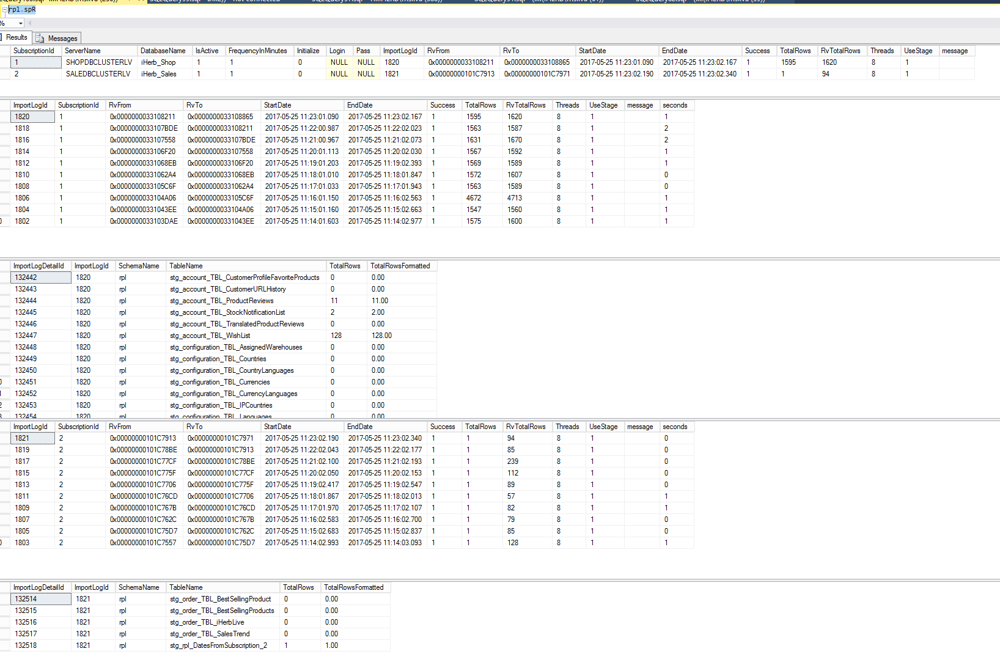 rpl.spR
%
Results Messages
SubscriptionId ServerName DatabaseName IsActive FrequencyInMinutes Initialize Login Pass ImportLogId RvFrom RvTo StartDate EndDate Success TotalRows RvTotalRows Threads UseStage message
1 SHOPDBCLUSTERLV iHerb_Shop 1 1 0 NULL NULL 1820 0x0000000033108211 0x0000000033108865 2017-05-25 11:23:01.090 2017-05-25 11:23:02.167 1 1595 1620 8 1
2 SALEDBCLUSTERLV iHerb_Sales 1 1 0 NULL NULL 1821 0x00000000101C7913 0x00000000101C7971 2017-05-25 11:23:02.190 2017-05-25 11:23:02.340 1 1 94 8 1
ImportLogId SubscriptionId RvFrom RvTo StartDate EndDate Success TotalRows RvTotalRows Threads UseStage message seconds
1820 1 0x0000000033108211 0x0000000033108865 2017-05-25 11:23:01.090 2017-05-25 11:23:02.167 1 1595 1620 8 1 1
1818 1 0x0000000033107BDE 0x0000000033108211 2017-05-25 11:22:00.987 2017-05-25 11:22:02.023 1 1563 1587 8 1 2
1816 1 0x0000000033107558 0x0000000033107BDE 2017-05-25 11:21:00.967 2017-05-25 11:21:02.073 1 1631 1670 8 1 2
1814 1 0x0000000033106F20 0x0000000033107558 2017-05-25 11:20:01.113 2017-05-25 11:20:02.030 1 1567 1592 8 1 1
1812 1 0x00000000331068EB 0x0000000033106F20 2017-05-25 11:19:01.203 2017-05-25 11:19:02.393 1 1569 1589 8 1 1
1810 1 0x00000000331062A4 0x00000000331068EB 2017-05-25 11:18:01.010 2017-05-25 11:18:01.847 1 1572 1607 8 1 0
1808 1 0x0000000033105C6F 0x00000000331062A4 2017-05-25 11:17:01.033 2017-05-25 11:17:01.943 1 1563 1589 8 1 0
1806 1 0x0000000033104A06 0x0000000033105C6F 2017-05-25 11:16:01.150 2017-05-25 11:16:02.563 1 4672 4713 8 1 1
1804 1 0x00000000331043EE 0x0000000033104A06 2017-05-25 11:15:01.160 2017-05-25 11:15:02.663 1 1547 1560 8 1 1
1802 1 0x0000000033103DAE 0x00000000331043EE 2017-05-25 11:14:01.603 2017-05-25 11:14:02.977 1 1575 1600 8 1 1
ImportLogDetailId ImportLogId SchemaName TableName TotalRows TotalRowsFormatted
132442 1820 rpl stg_account_TBL_CustomerProfileFavoriteProducts 0 0.00
132443 1820 rpl stg_account_TBL_CustomerURLHistory 0 0.00
132444 1820 rpl stg_account_TBL_ProductReviews 11 11.00
132445 1820 rpl stg_account_TBL_StockNotificationList 2 2.00
132446 1820 rpl stg_account_TBL_TranslatedProductReviews 0 0.00
132447 1820 rpl stg_account_TBL_WishList 128 128.00
132448 1820 rpl stg_configuration_TBL_AssignedWarehouses 0 0.00
132449 1820 rpl stg_configuration_TBL_Countries 0 0.00
132450 1820 rpl stg_configuration_TBL_CountryLanguages 0 0.00
132451 1820 rpl stg_configuration_TBL_Currencies 0 0.00
132452 1820 rpl stg_configuration_TBL_CurrencyLanguages 0 0.00
132453 1820 rpl stg_configuration_TBL_IPCountries 0 0.00
132454 1820 rpl stg_configuration_TBL_Languages 0 0.00
ImportLogId SubscriptionId RvFrom RvTo StartDate EndDate Success TotalRows RvTotalRows Threads UseStage message seconds
1821 2 0x00000000101C7913 0x00000000101C7971 2017-05-25 11:23:02.190 2017-05-25 11:23:02.340 1 1 94 8 1 0
1819 2 0x00000000101C78BE 0x00000000101C7913 2017-05-25 11:22:02.043 2017-05-25 11:22:02.177 1 1 85 8 1 0
1817 2 0x00000000101C77CF 0x00000000101C78BE 2017-05-25 11:21:02.100 2017-05-25 11:21:02.193 1 1 239 8 1 0
1815 2 0x00000000101C775F 0x00000000101C77CF 2017-05-25 11:20:02.050 2017-05-25 11:20:02.153 1 1 112 8 1 0
1813 2 0x00000000101C7706 0x00000000101C775F 2017-05-25 11:19:02.417 2017-05-25 11:19:02.547 1 1 89 8 1 0
1811 2 0x00000000101C76CD 0x00000000101C7706 2017-05-25 11:18:01.867 2017-05-25 11:18:02.013 1 1 57 8 1 1
1809 2 0x00000000101C767B 0x00000000101C76CD 2017-05-25 11:17:01.970 2017-05-25 11:17:02.107 1 1 82 8 1 1
1807 2 0x00000000101C762C 0x00000000101C767B 2017-05-25 11:16:02.583 2017-05-25 11:16:02.700 1 1 79 8 1 0
1805 2 0x00000000101C75D7 0x00000000101C762C 2017-05-25 11:15:02.683 2017-05-25 11:15:02.837 1 1 85 8 1 0
1803 2 0x00000000101C7557 0x00000000101C75D7 2017-05-25 11:14:02.993 2017-05-25 11:14:03.093 1 1 128 8 1 1
ImportLogDetailId ImportLogId SchemaName TableName TotalRows TotalRowsFormatted
132514 1821 rpl stg_order_TBL_BestSellingProduct 0 0.00
132515 1821 rpl stg_order_TBL_BestSellingProducts 0 0.00
132516 1821 rpl stg_order_TBL_iHerbLive 0 0.00
132517 1821 rpl stg_order_TBL_SalesTrend 0 0.00
132518 1821 rpl stg_rpl_DatesFromSubscription_2 1 1.00